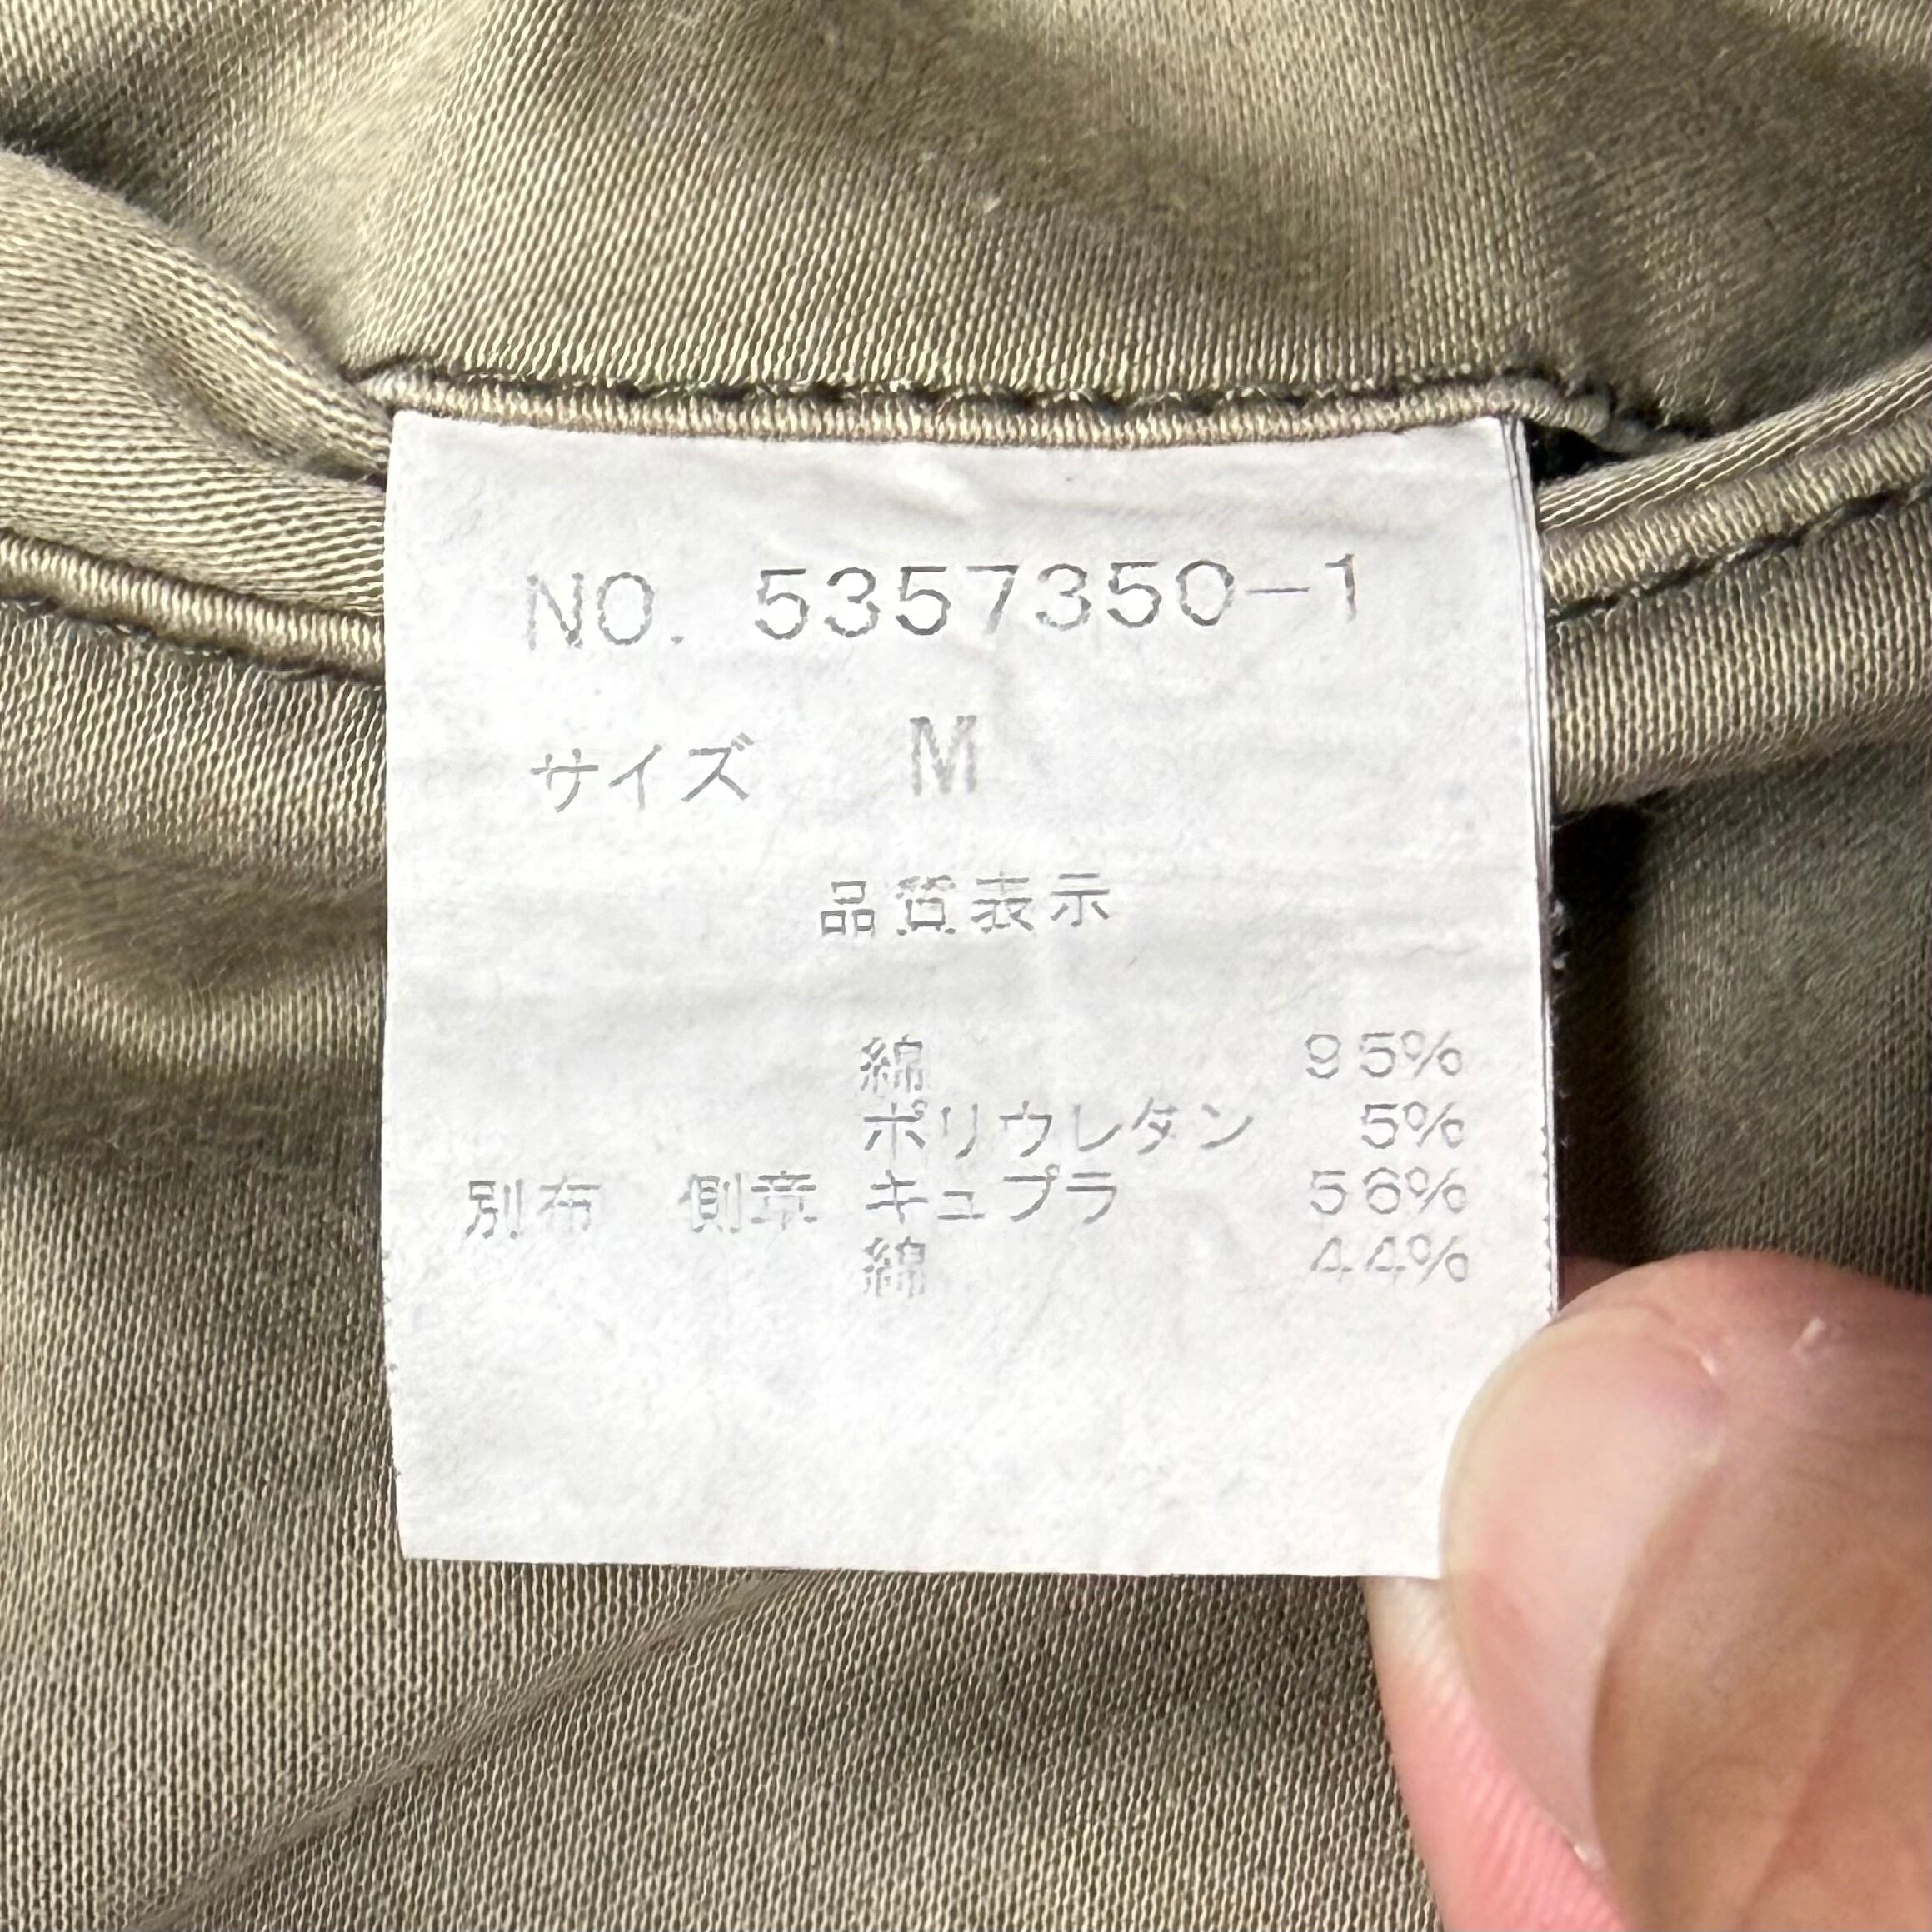 NO. 5357350-1
サイズ M
品質表示
綿 95%
ポリウレタン 5%
別布 側章 キュプラ 56%
綿 44%